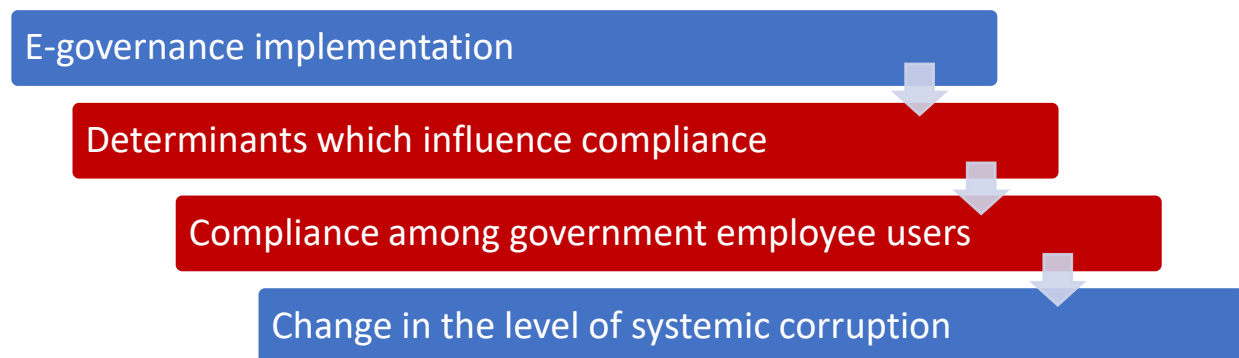 E-governance implementation
Determinants which influence compliance
Compliance among government employee users
Change in the level of systemic corruption